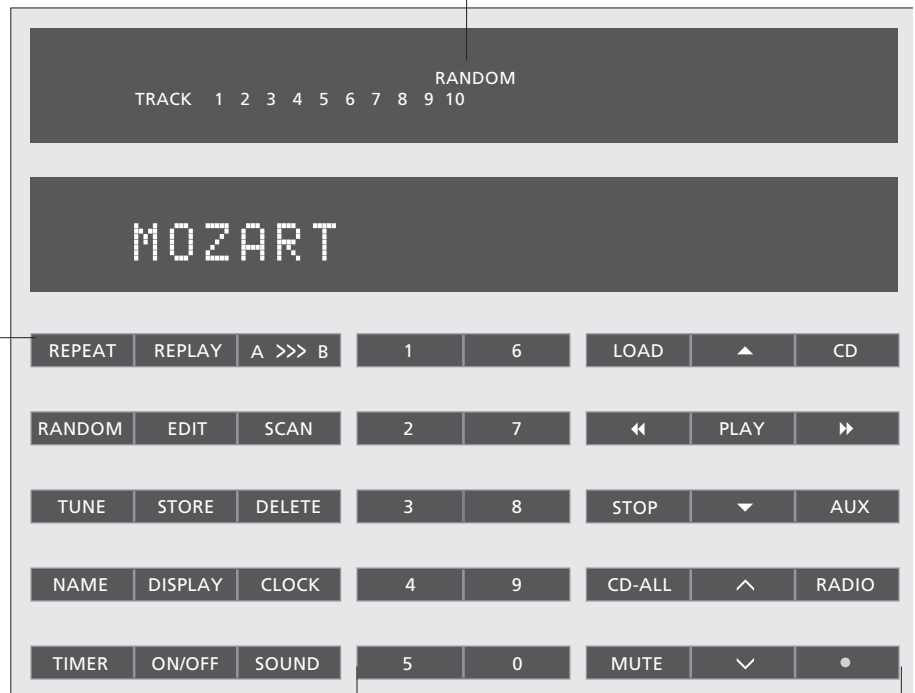 RANDOM
TRACK 1 2 3 4 5 6 7 8 9 10
MOZART
REPEAT REPLAY A >>> B 1 6 LOAD ▲ CD
RANDOM EDIT SCAN 2 7 ◀◀ PLAY ▶▶
TUNE STORE DELETE 3 8 STOP ▼ AUX
NAME DISPLAY CLOCK 4 9 CD-ALL ︿ RADIO
TIMER ON/OFF SOUND 5 0 MUTE ﹀ ●